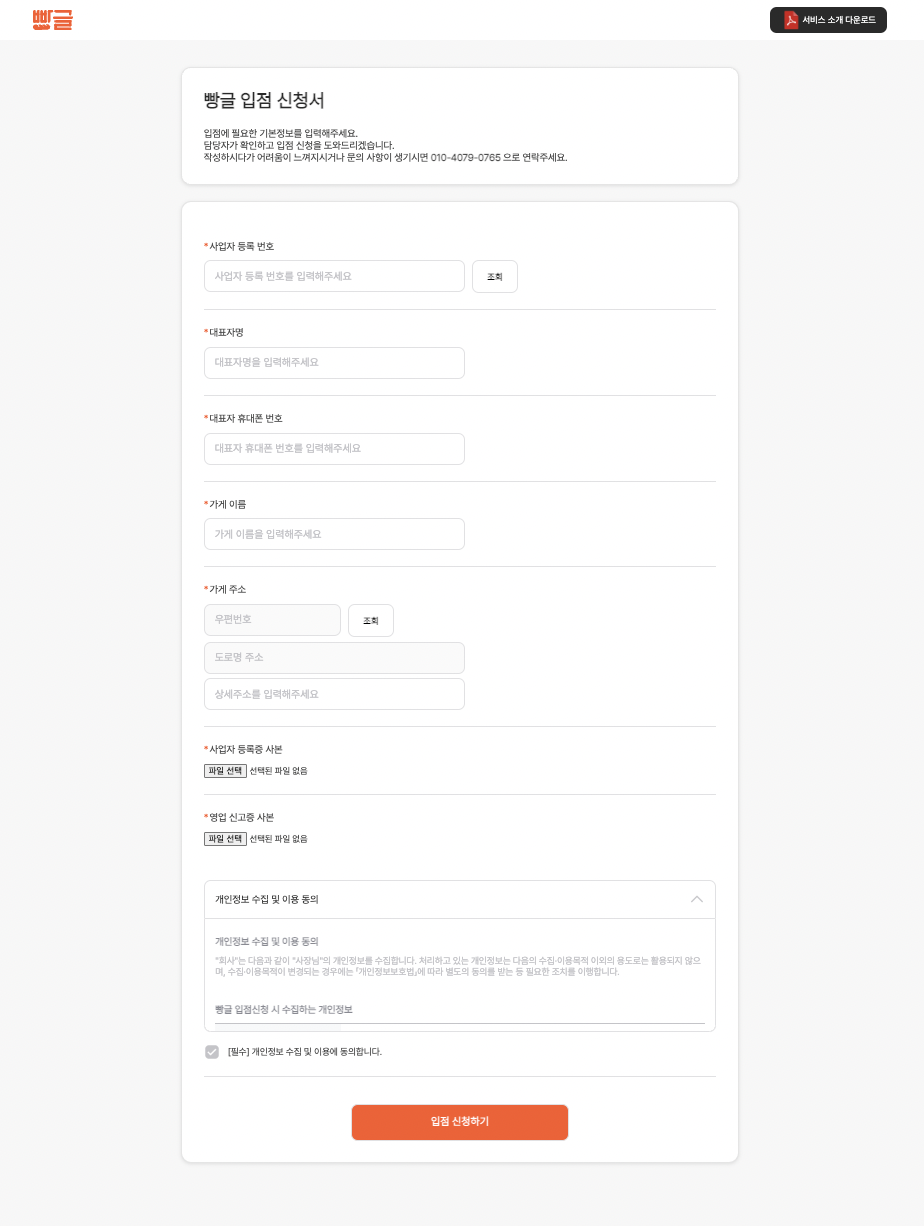 빵글
서비스 소개 다운로드
빵글 입점 신청서
입점에 필요한 기본정보를 입력해주세요.
담당자가 확인하고 입점 신청을 도와드리겠습니다.
작성하시다가 어려움이 느껴지시거나 문의 사항이 생기시면 010-4079-0765 으로 연락주세요.
*사업자 등록 번호
사업자 등록 번호를 입력해주세요
조회
*대표자명
대표자명을 입력해주세요
*대표자 휴대폰 번호
대표자 휴대폰 번호를 입력해주세요
*가게 이름
가게 이름을 입력해주세요
*가게 주소
우편번호
조회
도로명 주소
상세주소를 입력해주세요
*사업자 등록증 사본
파일 선택 선택된 파일 없음
*영업 신고증 사본
파일 선택 선택된 파일 없음
개인정보 수집 및 이용 동의
개인정보 수집 및 이용 동의
"회사"는 다음과 같이 "사장님"의 개인정보를 수집합니다. 처리하고 있는 개인정보는 다음의 수집·이용목적 이외의 용도로는 활용되지 않으
며, 수집·이용목적이 변경되는 경우에는 「개인정보보호법」에 따라 별도의 동의를 받는 등 필요한 조치를 이행합니다.
빵글 입점신청 시 수집하는 개인정보
[필수] 개인정보 수집 및 이용에 동의합니다.
입점 신청하기